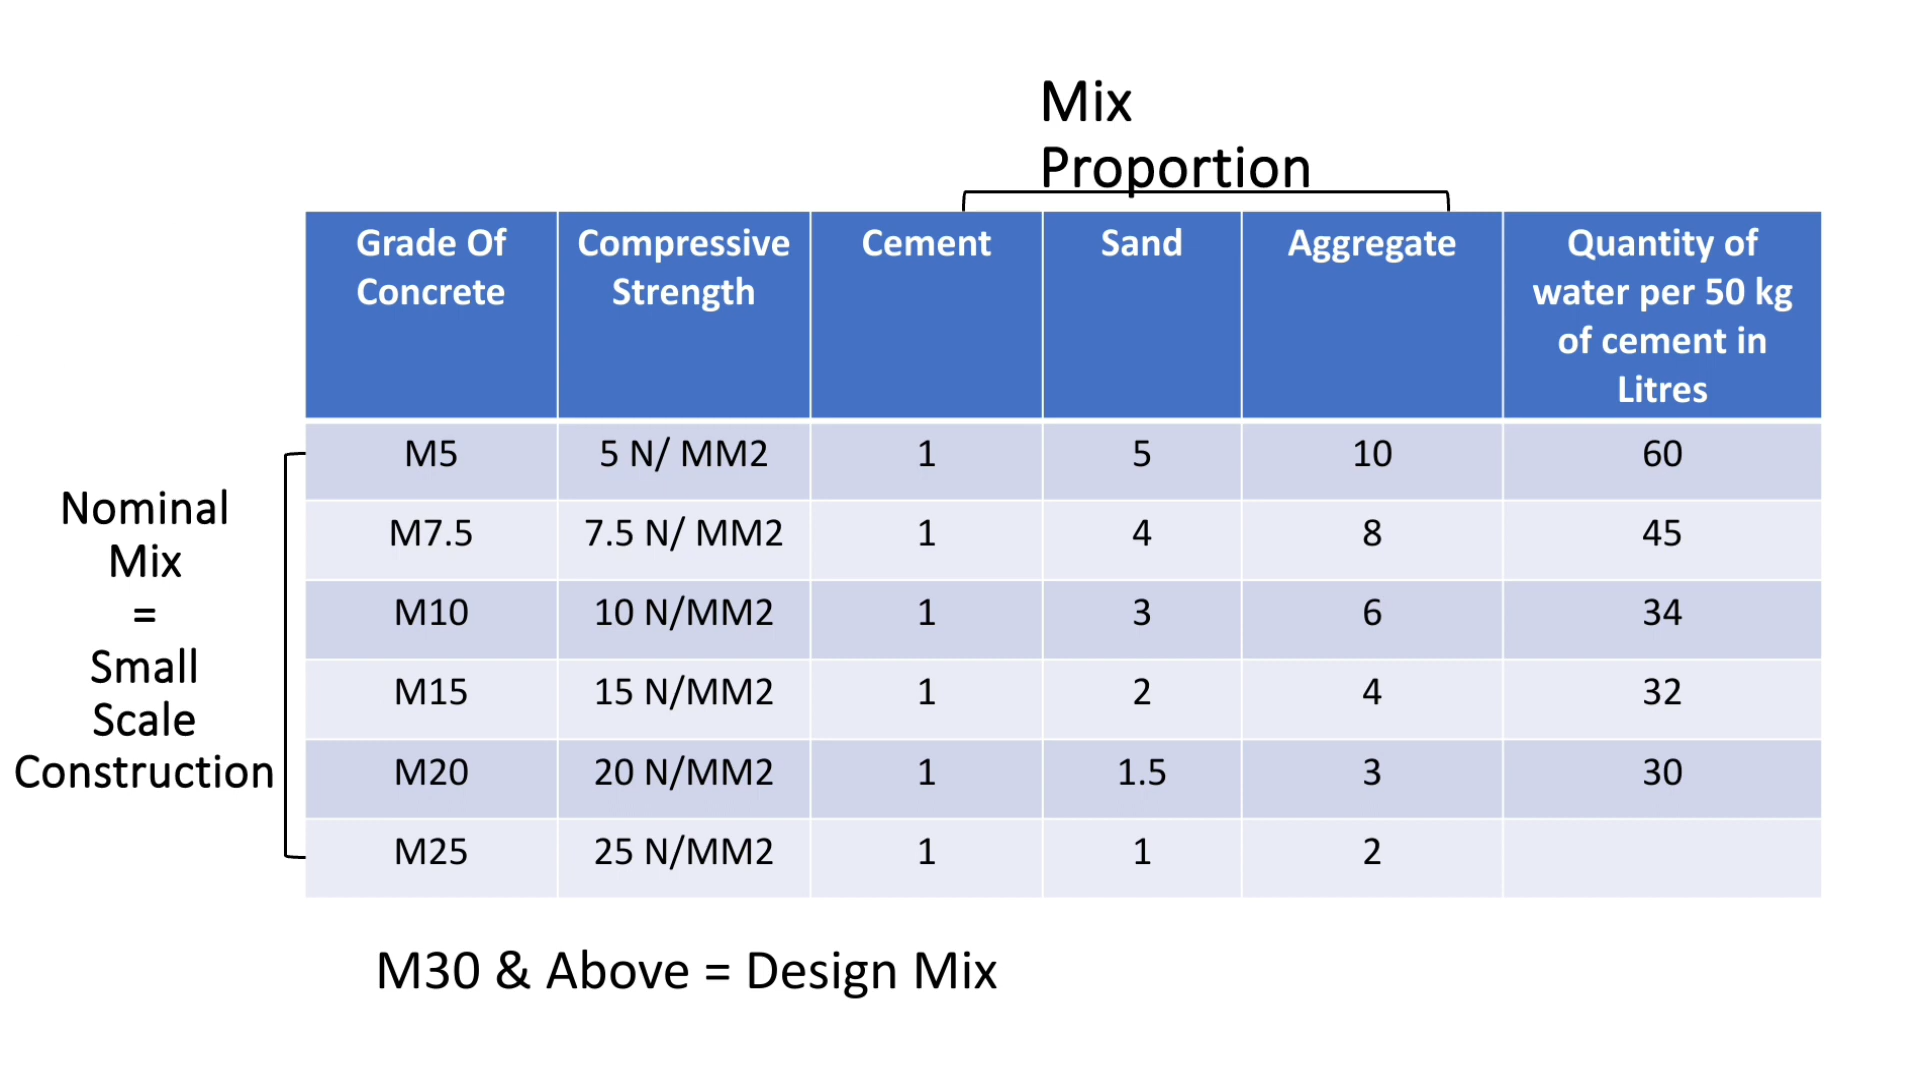 Mix
Proportion
Grade Of Concrete Compressive Strength Cement Sand Aggregate Quantity of water per 50 kg of cement in Litres
M5 5 N/ MM2 1 5 10 60
M7.5 7.5 N/ MM2 1 4 8 45
M10 10 N/MM2 1 3 6 34
M15 15 N/MM2 1 2 4 32
M20 20 N/MM2 1 1.5 3 30
M25 25 N/MM2 1 1 2
Nominal
Mix
=
Small
Scale
Construction
M30 & Above = Design Mix